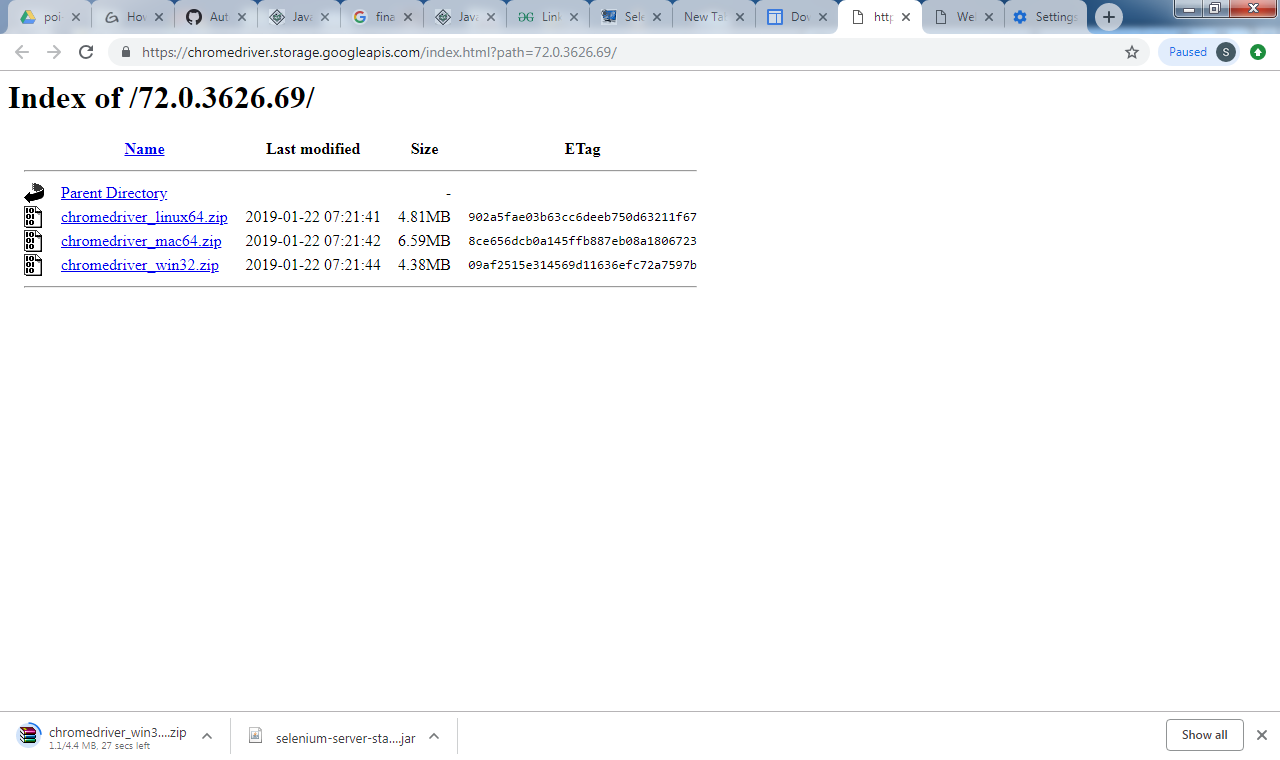 poi How Aut Java fina Java Link Sele New Tab Dov http We Settings
https://chromedriver.storage.googleapis.com/index.html?path=72.0.3626.69/ Paused S
Index of /72.0.3626.69/
Name Last modified Size ETag
Parent Directory -
chromedriver_linux64.zip 2019-01-22 07:21:41 4.81MB 902a5fae03b63cc6deeb750d63211f67
chromedriver_mac64.zip 2019-01-22 07:21:42 6.59MB 8ce656dcb0a145ffb887eb08a1806723
chromedriver_win32.zip 2019-01-22 07:21:44 4.38MB 09af2515e314569d11636efc72a7597b
chromedriver_win3....zip
1.1/4.4 MB, 27 secs left
selenium-server-sta....jar
Show all